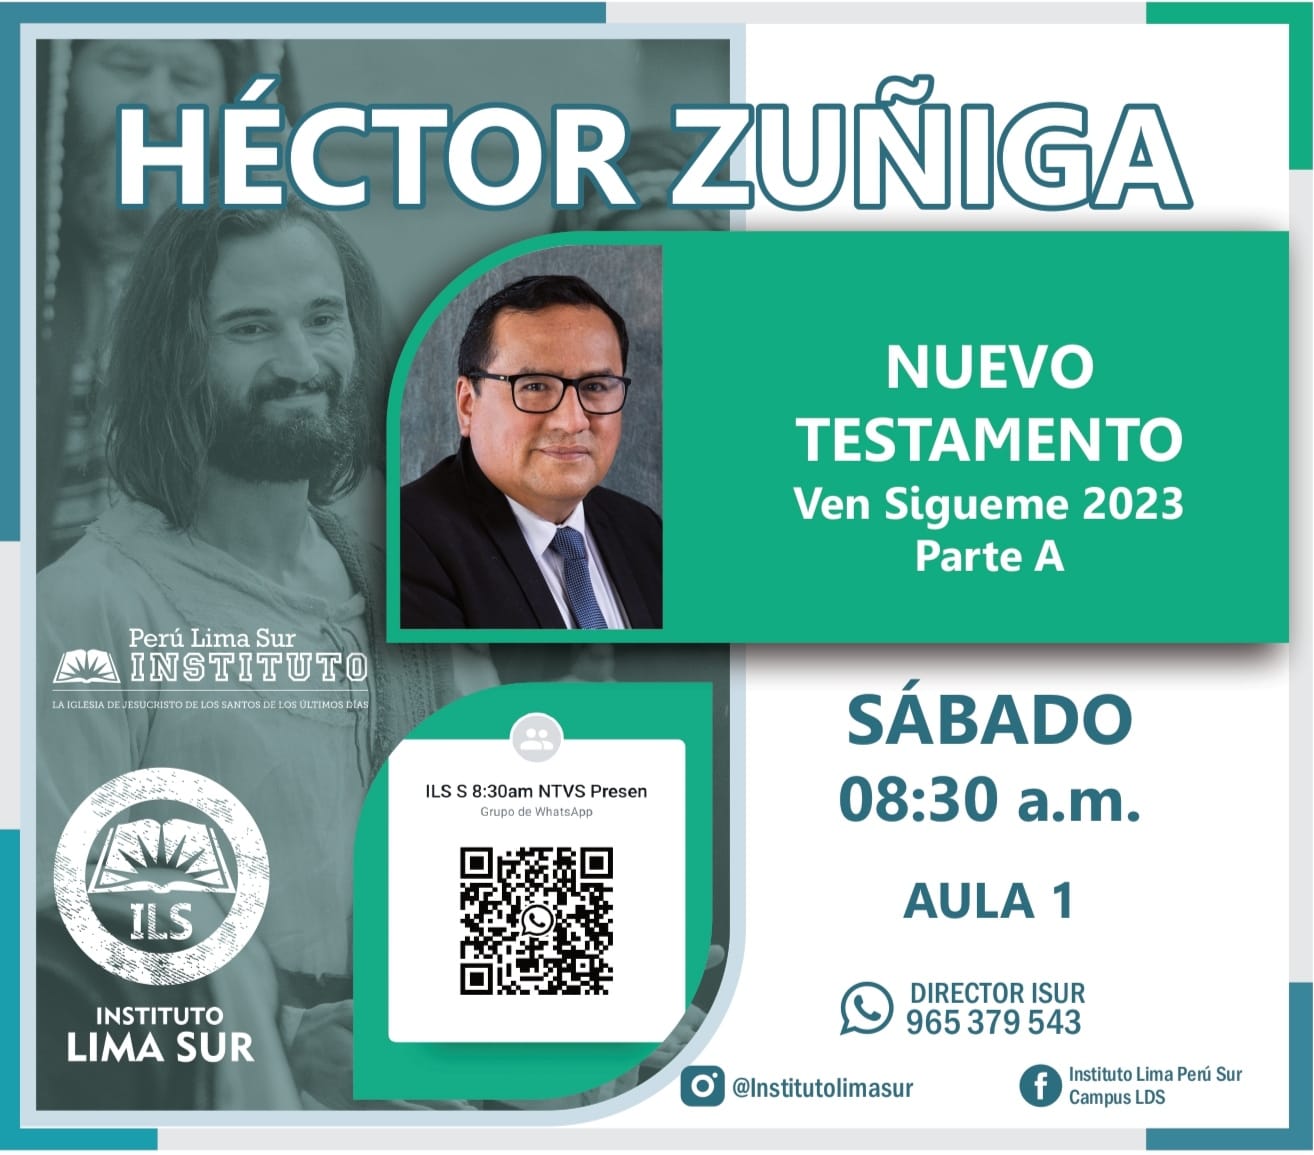 HÉCTOR ZUÑIGA
NUEVO
TESTAMENTO
Ven Sigueme 2023
Parte A
Perú Lima Sur
INSTITUTO
LA IGLESIA DE JESUCRISTO DE LOS SANTOS DE LOS ÚLTIMOS DÍAS
ILS
INSTITUTO
LIMA SUR
ILS S 8:30am NTVS Presen
Grupo de WhatsApp
SÁBADO
08:30 a.m.
AULA 1
DIRECTOR ISUR
965 379 543
@Institutolimasur
Instituto Lima Perú Sur
Campus LDS